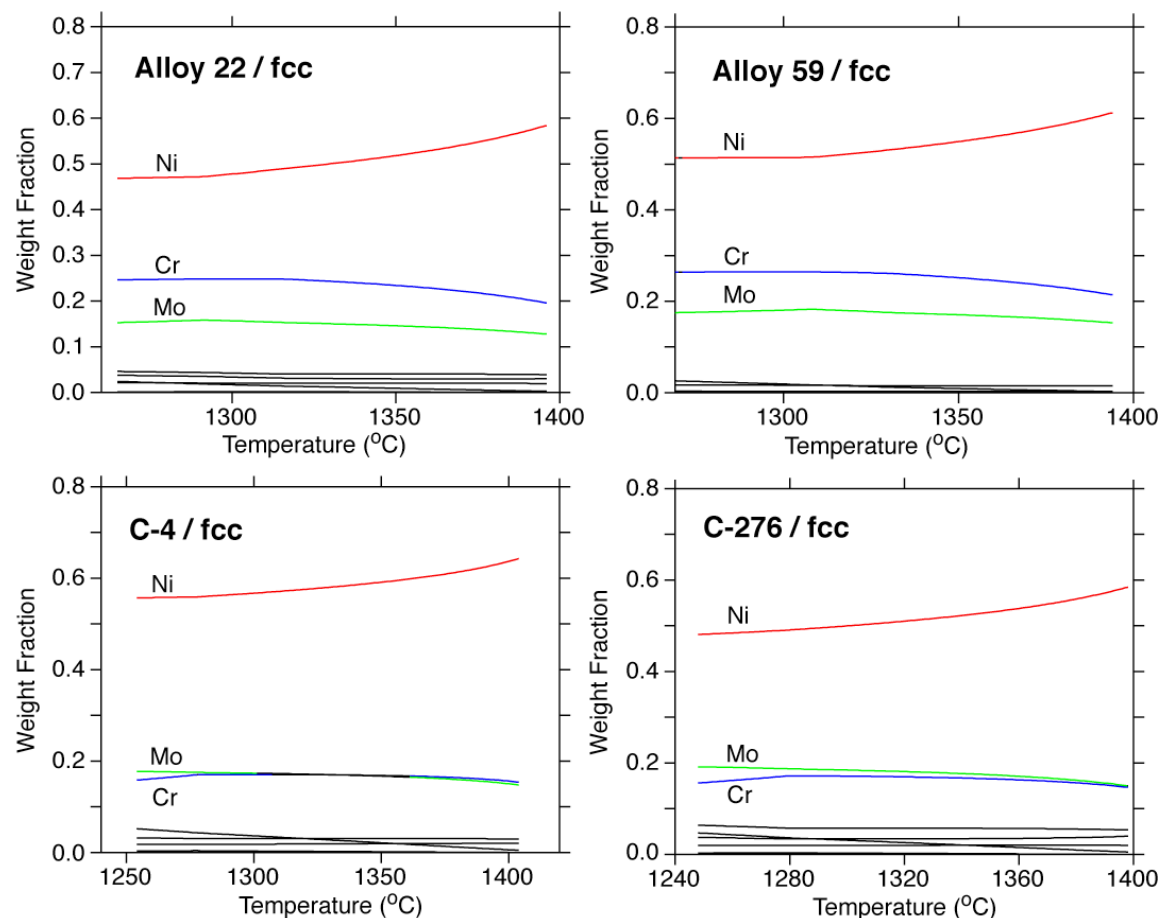 0.8
0.7
0.6
0.5
0.4
0.3
0.2
0.1
0.0
Weight Fraction
Alloy 22 / fcc
Ni
Cr
Mo
1300 1350 1400
Temperature (ºC)
0.8
0.6
0.4
0.2
0.0
Weight Fraction
Alloy 59 / fcc
Ni
Cr
Mo
1300 1350 1400
Temperature (ºC)
0.8
0.6
0.4
0.2
0.0
Weight Fraction
C-4 / fcc
Ni
Mo
Cr
1250 1300 1350 1400
Temperature (ºC)
0.8
0.6
0.4
0.2
0.0
Weight Fraction
C-276 / fcc
Ni
Mo
Cr
1240 1280 1320 1360 1400
Temperature (ºC)